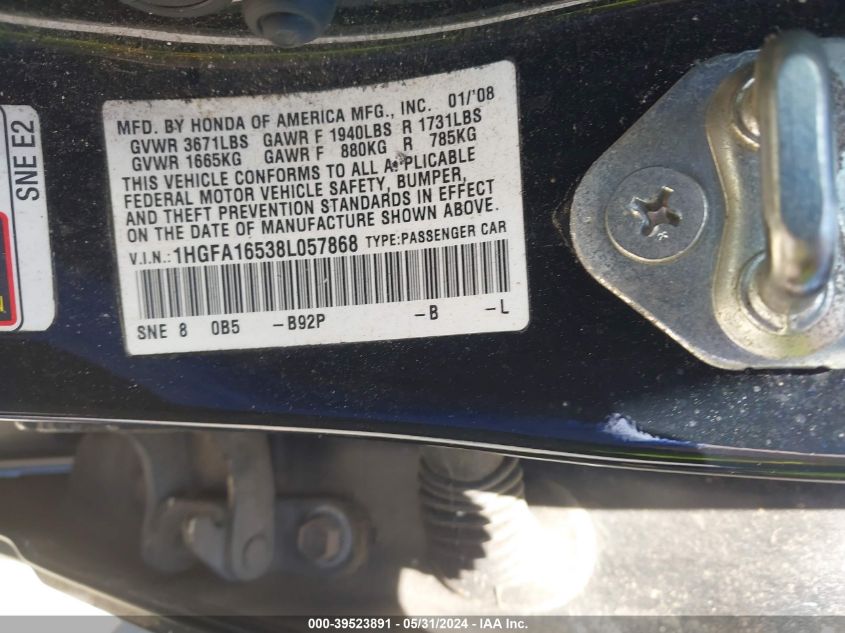 SNE E2
MFD. BY HONDA OF AMERICA MFG., INC. 01/'08
GVWR 3671LBS GAWR F 1940LBS R 1731LBS
GVWR 1665KG GAWR F 880KG R 785KG
THIS VEHICLE CONFORMS TO ALL APPLICABLE
FEDERAL MOTOR VEHICLE SAFETY, BUMPER,
AND THEFT PREVENTION STANDARDS IN EFFECT
ON THE DATE OF MANUFACTURE SHOWN ABOVE.
V.I.N.: 1HGFA16538L057868 TYPE:PASSENGER CAR
SNE 8 0B5 -B92P -B -L
000-39523891 - 05/31/2024 - IAA Inc.